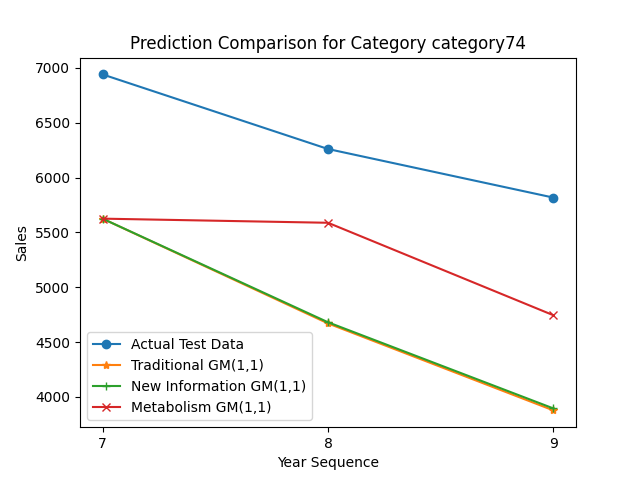 Prediction Comparison for Category category74
7000
6500
6000
5500
5000
4500
4000
Sales
Actual Test Data
Traditional GM(1,1)
New Information GM(1,1)
Metabolism GM(1,1)
7
8
9
Year Sequence